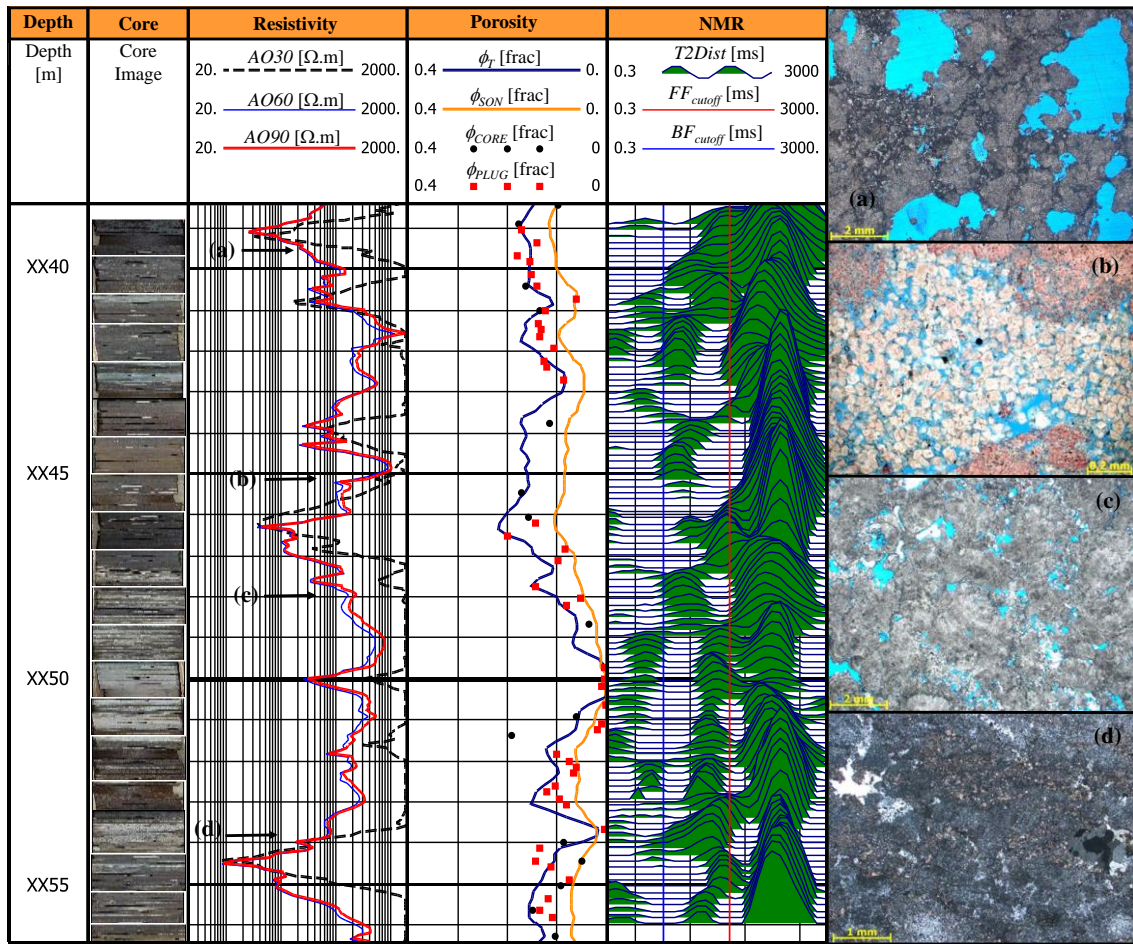 Depth Core Resistivity Porosity NMR
Depth [m]
Core Image
AO30 [Ω.m]
20. 2000.
AO60 [Ω.m]
20. 2000.
AO90 [Ω.m]
20. 2000.
ϕT [frac]
0.4 0.
ϕSON [frac]
0.4 0.
ϕCORE [frac]
0.4 0
ϕPLUG [frac]
0.4 0
T2Dist [ms]
0.3 3000
FFcutoff [ms]
0.3 3000.
BFcutoff [ms]
0.3 3000.
(a)
XX40
XX45
(b)
(c)
XX50
(d)
XX55
(a)
2 mm
(b)
0,2 mm
(c)
2 mm
(d)
1 mm